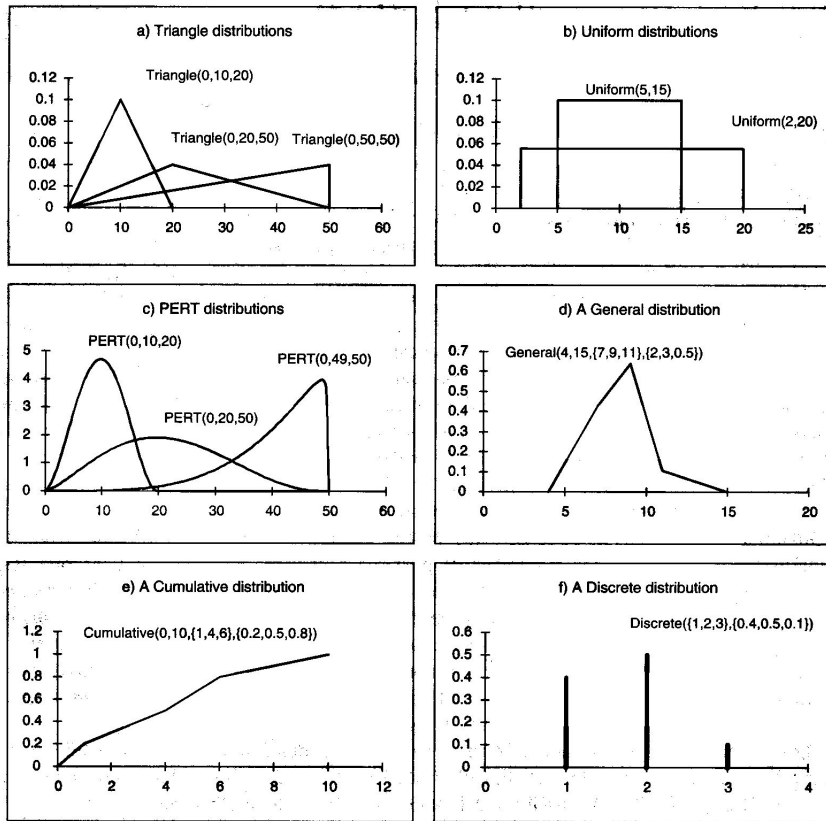 a) Triangle distributions
Triangle(0,10,20)
Triangle(0,20,50)
Triangle(0,50,50)
0.12
0.1
0.08
0.06
0.04
0.02
0
0 10 20 30 40 50 60
b) Uniform distributions
Uniform(5,15)
Uniform(2,20)
0.12
0.1
0.08
0.06
0.04
0.02
0
0 5 10 15 20 25
c) PERT distributions
PERT(0,10,20)
PERT(0,49,50)
PERT(0,20,50)
5
4
3
2
1
0
0 10 20 30 40 50 60
d) A General distribution
General(4,15,{7,9,11},{2,3,0.5})
0.7
0.6
0.5
0.4
0.3
0.2
0.1
0
0 5 10 15 20
e) A Cumulative distribution
Cumulative(0,10,{1,4,6},{0.2,0.5,0.8})
1.2
1
0.8
0.6
0.4
0.2
0
0 2 4 6 8 10 12
f) A Discrete distribution
Discrete({1,2,3},{0.4,0.5,0.1})
0.6
0.5
0.4
0.3
0.2
0.1
0
0 1 2 3 4